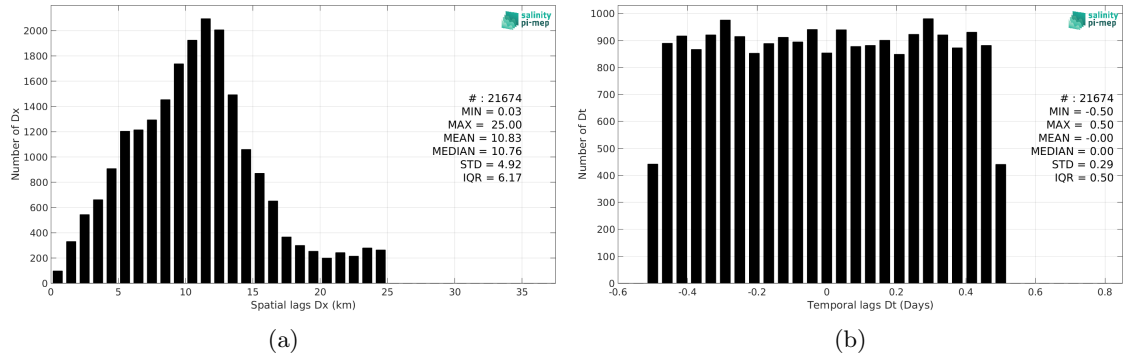 salinity
pi-mep
Number of Dx
2000
1800
1600
1400
1200
1000
800
600
400
200
0
# : 21674
MIN = 0.03
MAX = 25.00
MEAN = 10.83
MEDIAN = 10.76
STD = 4.92
IQR = 6.17
0 5 10 15 20 25 30 35
Spatial lags Dx (km)
(a)
salinity
pi-mep
Number of Dt
1000
900
800
700
600
500
400
300
200
100
0
# : 21674
MIN = -0.50
MAX = 0.50
MEAN = -0.00
MEDIAN = 0.00
STD = 0.29
IQR = 0.50
-0.6 -0.4 -0.2 0 0.2 0.4 0.6 0.8
Temporal lags Dt (Days)
(b)